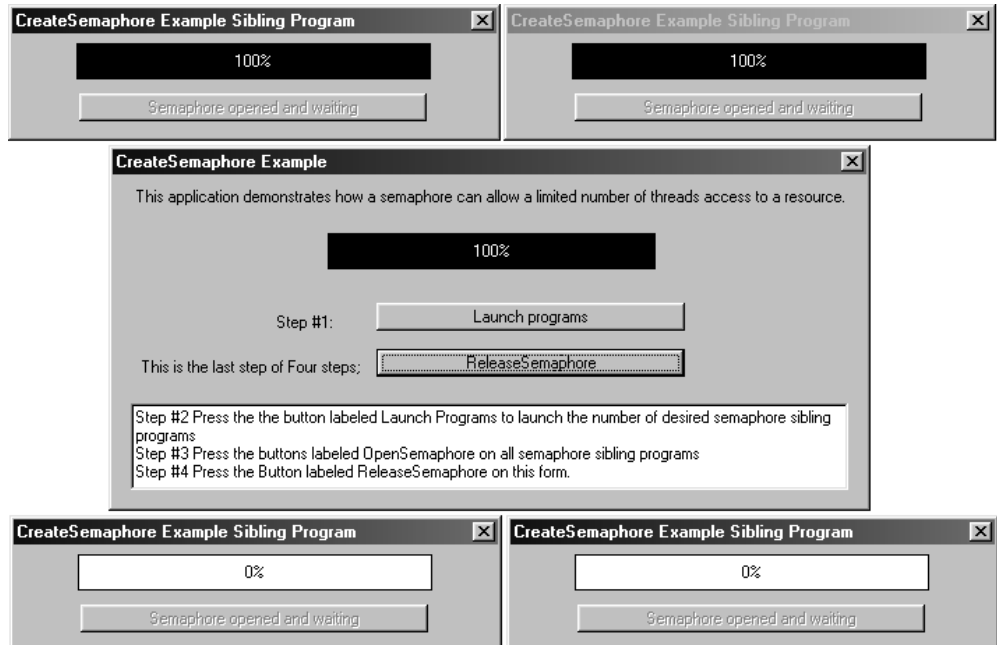 CreateSemaphore Example Sibling Program
100%
Semaphore opened and waiting
CreateSemaphore Example Sibling Program
100%
Semaphore opened and waiting
CreateSemaphore Example
This application demonstrates how a semaphore can allow a limited number of threads access to a resource.
100%
Step #1:
Launch programs
This is the last step of Four steps;
ReleaseSemaphore
Step #2 Press the the button labeled Launch Programs to launch the number of desired semaphore sibling
programs
Step #3 Press the buttons labeled OpenSemaphore on all semaphore sibling programs
Step #4 Press the Button labeled ReleaseSemaphore on this form.
CreateSemaphore Example Sibling Program
0%
Semaphore opened and waiting
CreateSemaphore Example Sibling Program
0%
Semaphore opened and waiting